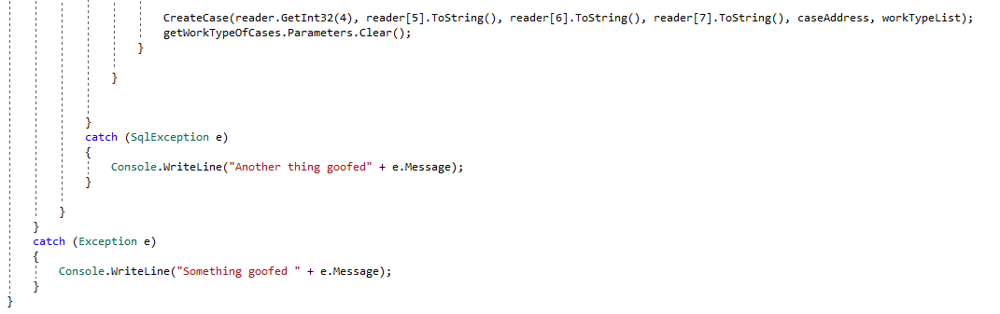 CreateCase(reader.GetInt32(4), reader[5].ToString(), reader[6].ToString(), reader[7].ToString(), caseAddress, workTypeList);
getWorkTypeOfCases.Parameters.Clear();
}
}
}
catch (SqlException e)
{
Console.WriteLine("Another thing goofed" + e.Message);
}
}
}
catch (Exception e)
{
Console.WriteLine("Something goofed " + e.Message);
}
}